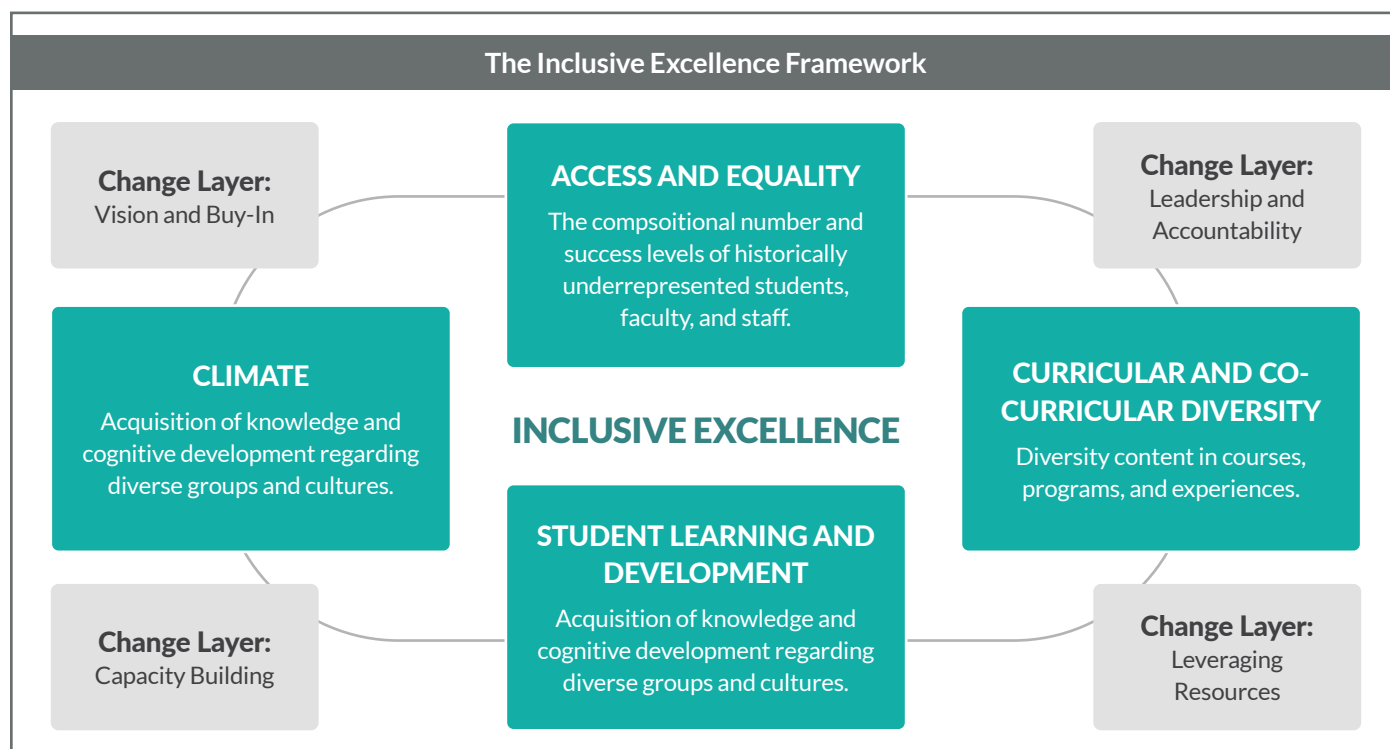 The Inclusive Excellence Framework
Change Layer:
Vision and Buy-In
ACCESS AND EQUALITY
The compsoitional number and
success levels of historically
underrepresented students,
faculty, and staff.
Change Layer:
Leadership and
Accountability
CLIMATE
Acquisition of knowledge and
cognitive development regarding
diverse groups and cultures.
INCLUSIVE EXCELLENCE
CURRICULAR AND CO-
CURRICULAR DIVERSITY
Diversity content in courses,
programs, and experiences.
Change Layer:
Capacity Building
STUDENT LEARNING AND
DEVELOPMENT
Acquisition of knowledge and
cognitive development regarding
diverse groups and cultures.
Change Layer:
Leveraging
Resources